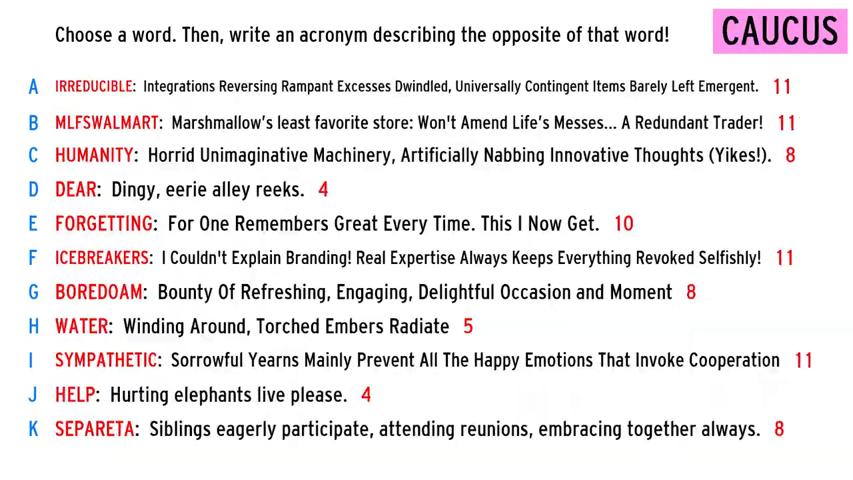 Choose a word. Then, write an acronym describing the opposite of that word!
CAUCUS
A IRREDUCIBLE: Integrations Reversing Rampant Excesses Dwindled, Universally Contingent Items Barely Left Emergent. 11
B MLFSWALMART: Marshmallow's least favorite store: Won't Amend Life's Messes... A Redundant Trader! 11
C HUMANITY: Horrid Unimaginative Machinery, Artificially Nabbing Innovative Thoughts (Yikes!). 8
D DEAR: Dingy, eerie alley reeks. 4
E FORGETTING: For One Remembers Great Every Time. This I Now Get. 10
F ICEBREAKERS: I Couldn't Explain Branding! Real Expertise Always Keeps Everything Revoked Selfishly! 11
G BOREDOAM: Bounty Of Refreshing, Engaging, Delightful Occasion and Moment 8
H WATER: Winding Around, Torched Embers Radiate 5
I SYMPATHETIC: Sorrowful Yearns Mainly Prevent All The Happy Emotions That Invoke Cooperation 11
J HELP: Hurting elephants live please. 4
K SEPARETA: Siblings eagerly participate, attending reunions, embracing together always. 8